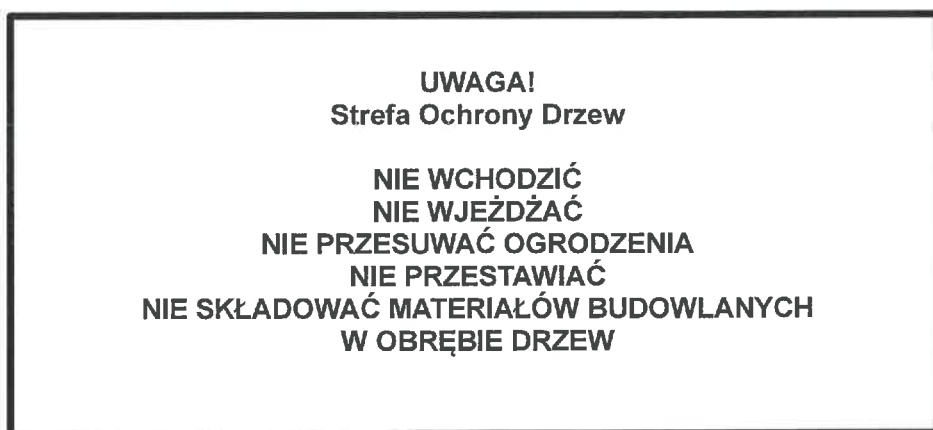 UWAGA!
Strefa Ochrony Drzew
NIE WCHODZIĆ
NIE WJEŻDŻAĆ
NIE PRZESUWAĆ OGRODZENIA
NIE PRZESTAWIAĆ
NIE SKŁADOWAĆ MATERIAŁÓW BUDOWLANYCH
W OBRĘBIE DRZEW